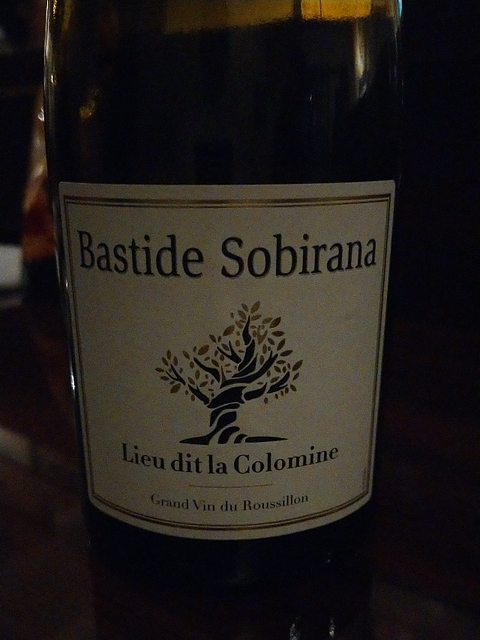 Bastide Sobirana
Lieu dit la Colomine
Grand Vin du Roussillon